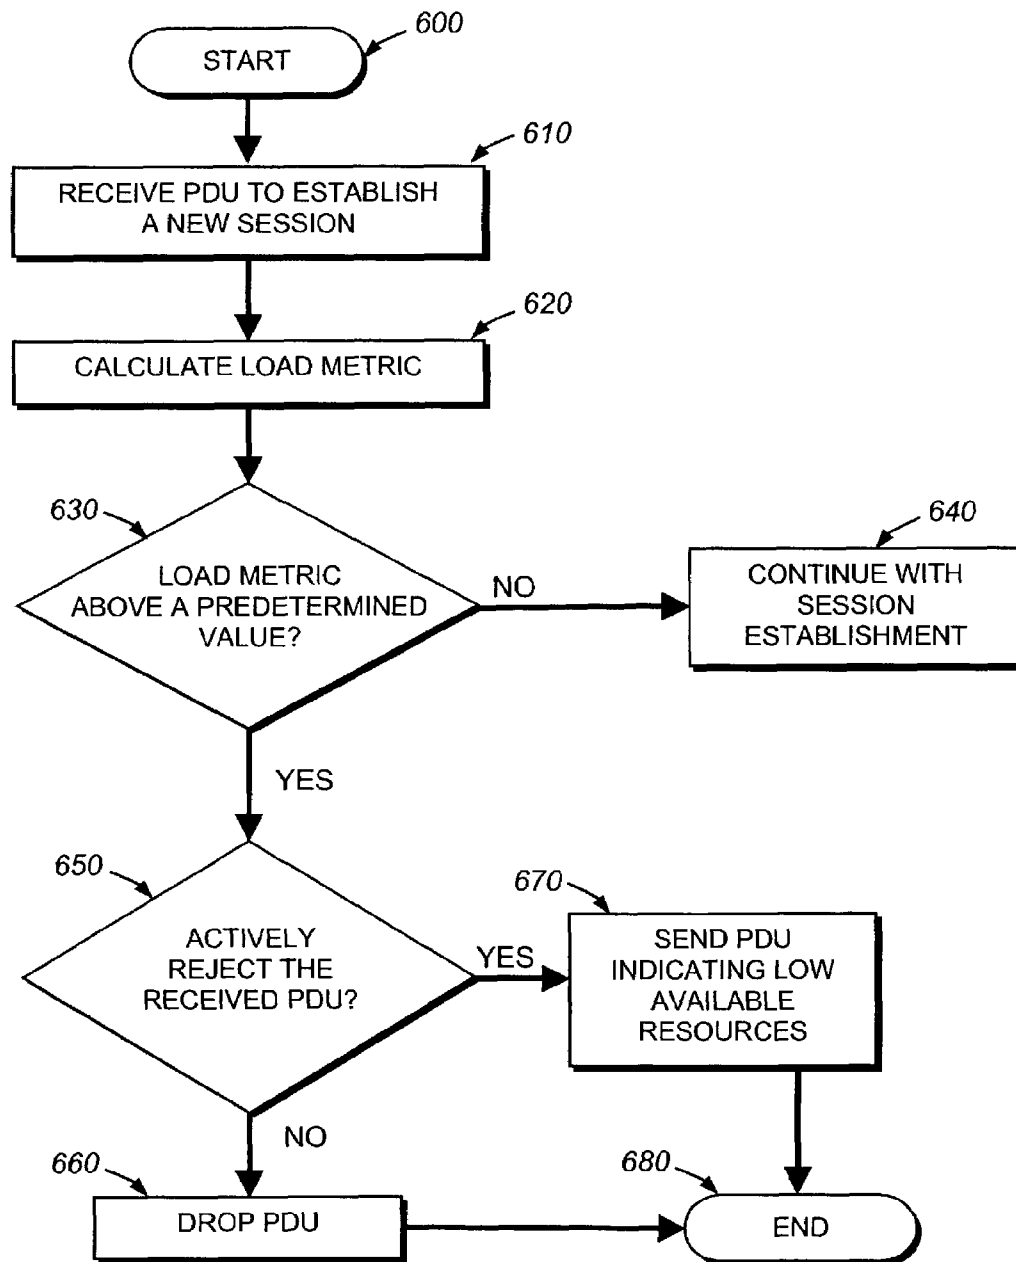 600
START
610
RECEIVE PDU TO ESTABLISH
A NEW SESSION
620
CALCULATE LOAD METRIC
630
LOAD METRIC
ABOVE A PREDETERMINED
VALUE?
NO
640
CONTINUE WITH
SESSION
ESTABLISHMENT
YES
650
ACTIVELY
REJECT THE
RECEIVED PDU?
YES
670
SEND PDU
INDICATING LOW
AVAILABLE
RESOURCES
NO
660
DROP PDU
680
END